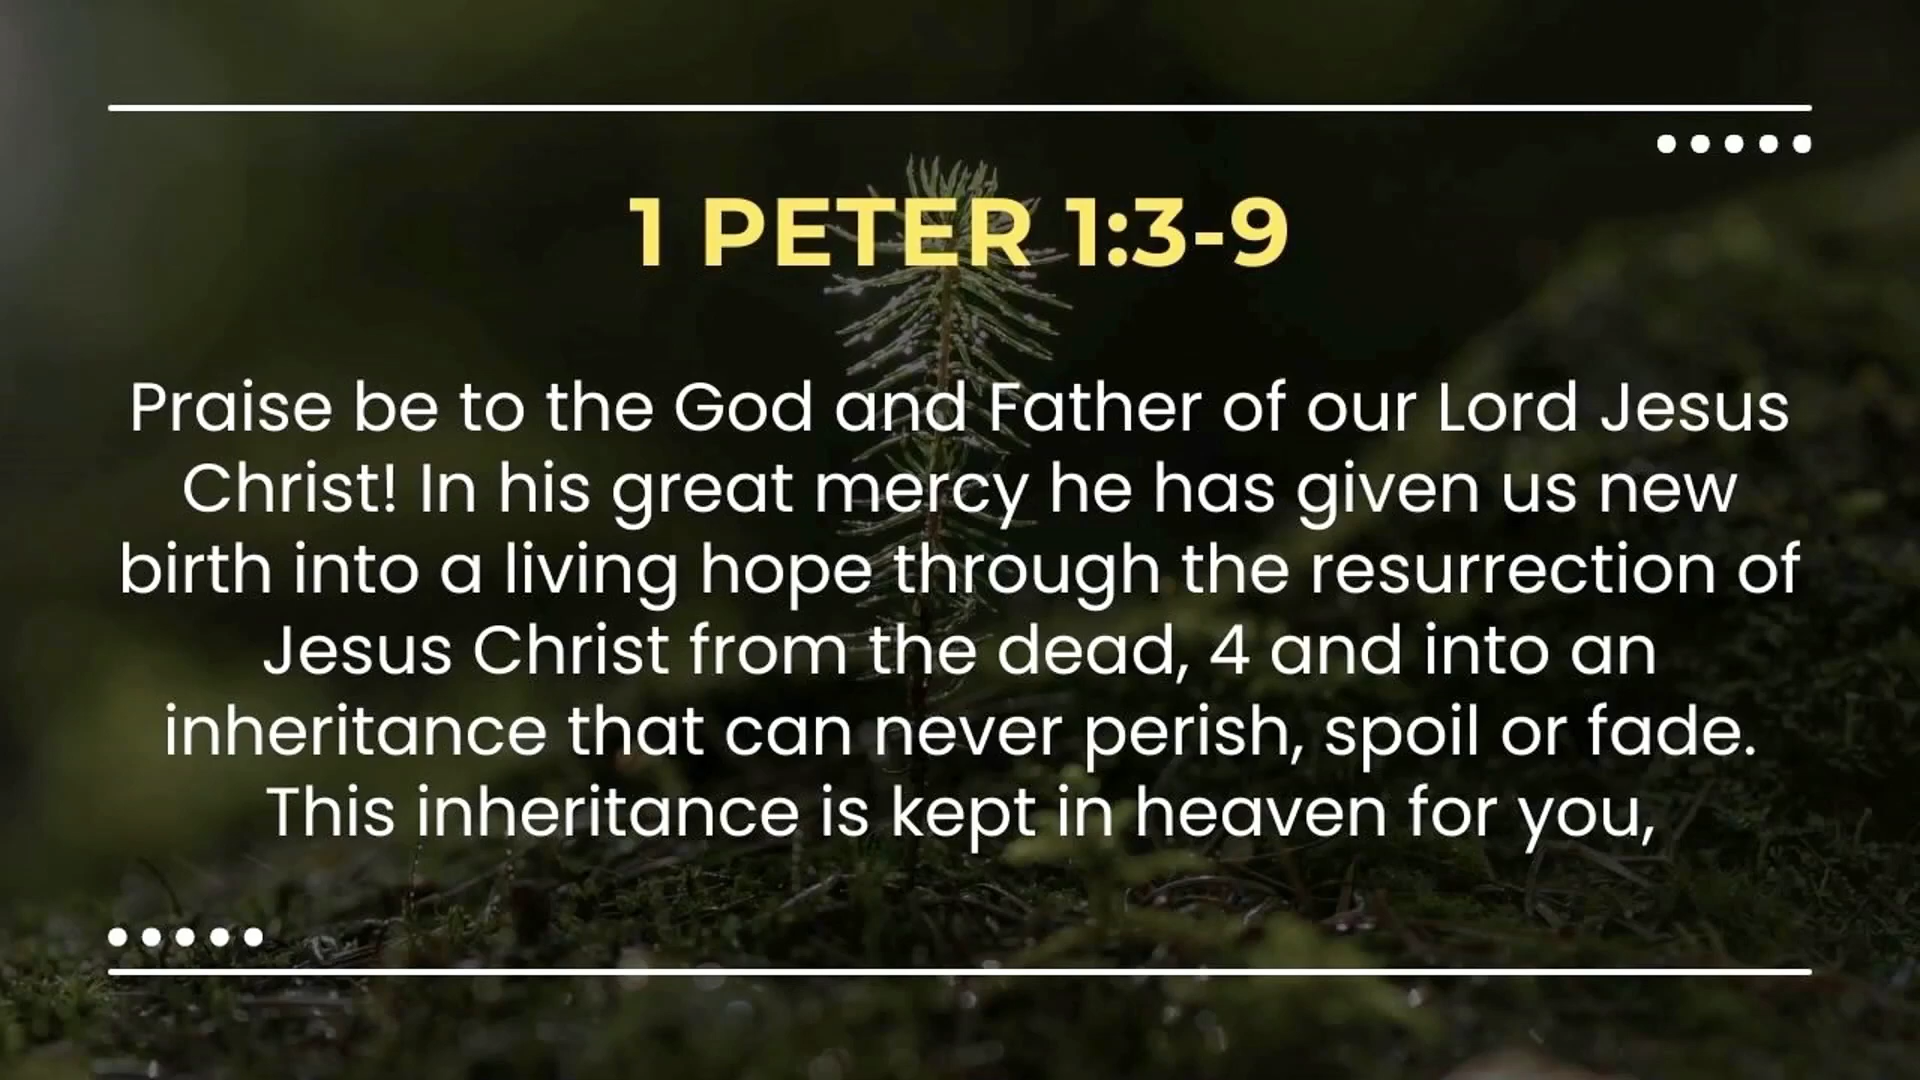 1 PETER 1:3-9
Praise be to the God and Father of our Lord Jesus
Christ! In his great mercy he has given us new
birth into a living hope through the resurrection of
Jesus Christ from the dead, 4 and into an
inheritance that can never perish, spoil or fade.
This inheritance is kept in heaven for you,